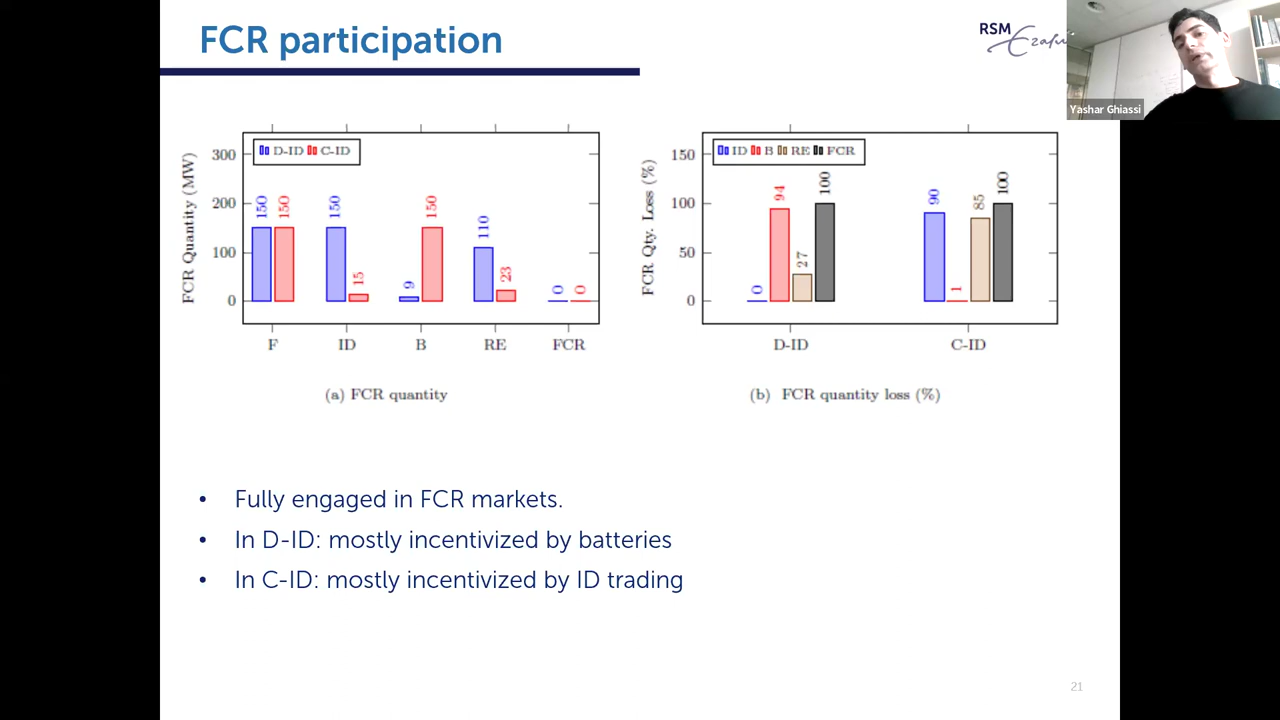 FCR participation
RSM
Erasmus
Yashar Ghiassi
FCR Quantity (MW)
300
200
100
0
D-ID C-ID
150
150
150
15
9
150
110
23
0
0
F ID B RE FCR
(a) FCR quantity
FCR Qty. Loss (%)
150
100
50
0
ID B RE FCR
0
94
27
100
90
1
85
100
D-ID C-ID
(b) FCR quantity loss (%)
• Fully engaged in FCR markets.
• In D-ID: mostly incentivized by batteries
• In C-ID: mostly incentivized by ID trading
21